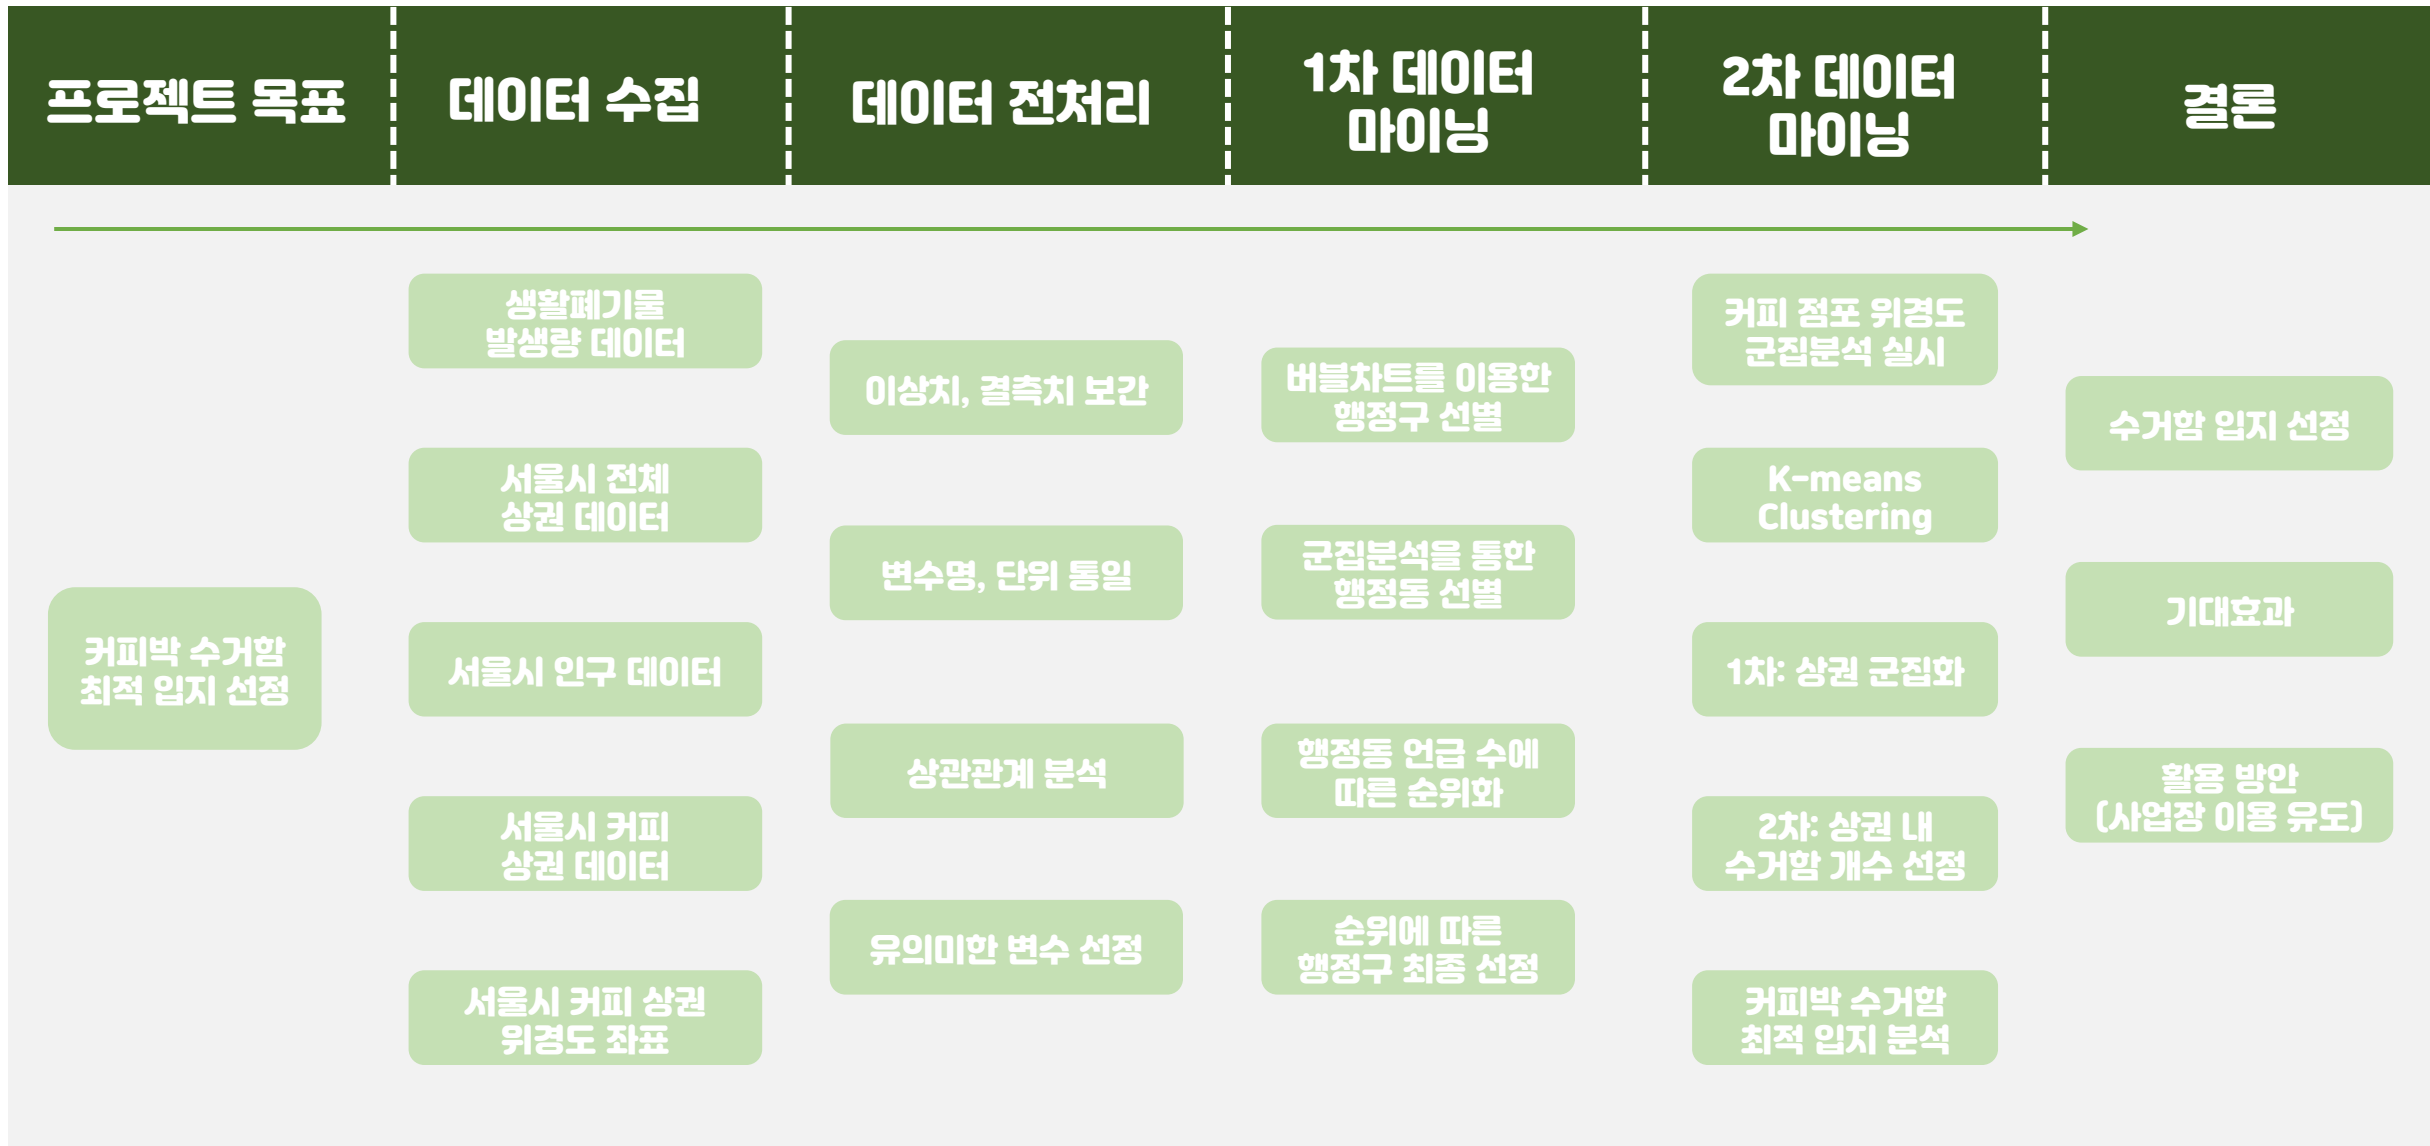 프로젝트 목표
데이터 수집
데이터 전처리
1차 데이터
마이닝
2차 데이터
마이닝
결론
커피박 수거함
최적 입지 선정
생활폐기물
발생량 데이터
서울시 전체
상권 데이터
서울시 인구 데이터
서울시 커피
상권 데이터
서울시 커피 상권
위경도 좌표
이상치, 결측치 보간
변수명, 단위 통일
상관관계 분석
유의미한 변수 선정
버블차트를 이용한
행정구 선별
군집분석을 통한
행정동 선별
행정동 언급 수에
따른 순위화
순위에 따른
행정구 최종 선정
커피 점포 위경도
군집분석 실시
K-means
Clustering
1차: 상권 군집화
2차: 상권 내
수거함 개수 선정
커피박 수거함
최적 입지 분석
수거함 입지 선정
기대효과
활용 방안
(사업장 이용 유도)